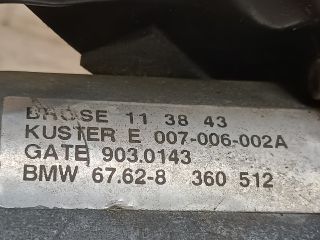 BROSE 11 38 43
KUSTER E 007-006-002A
GATE 903.0143
BMW 67.62-8 360 512